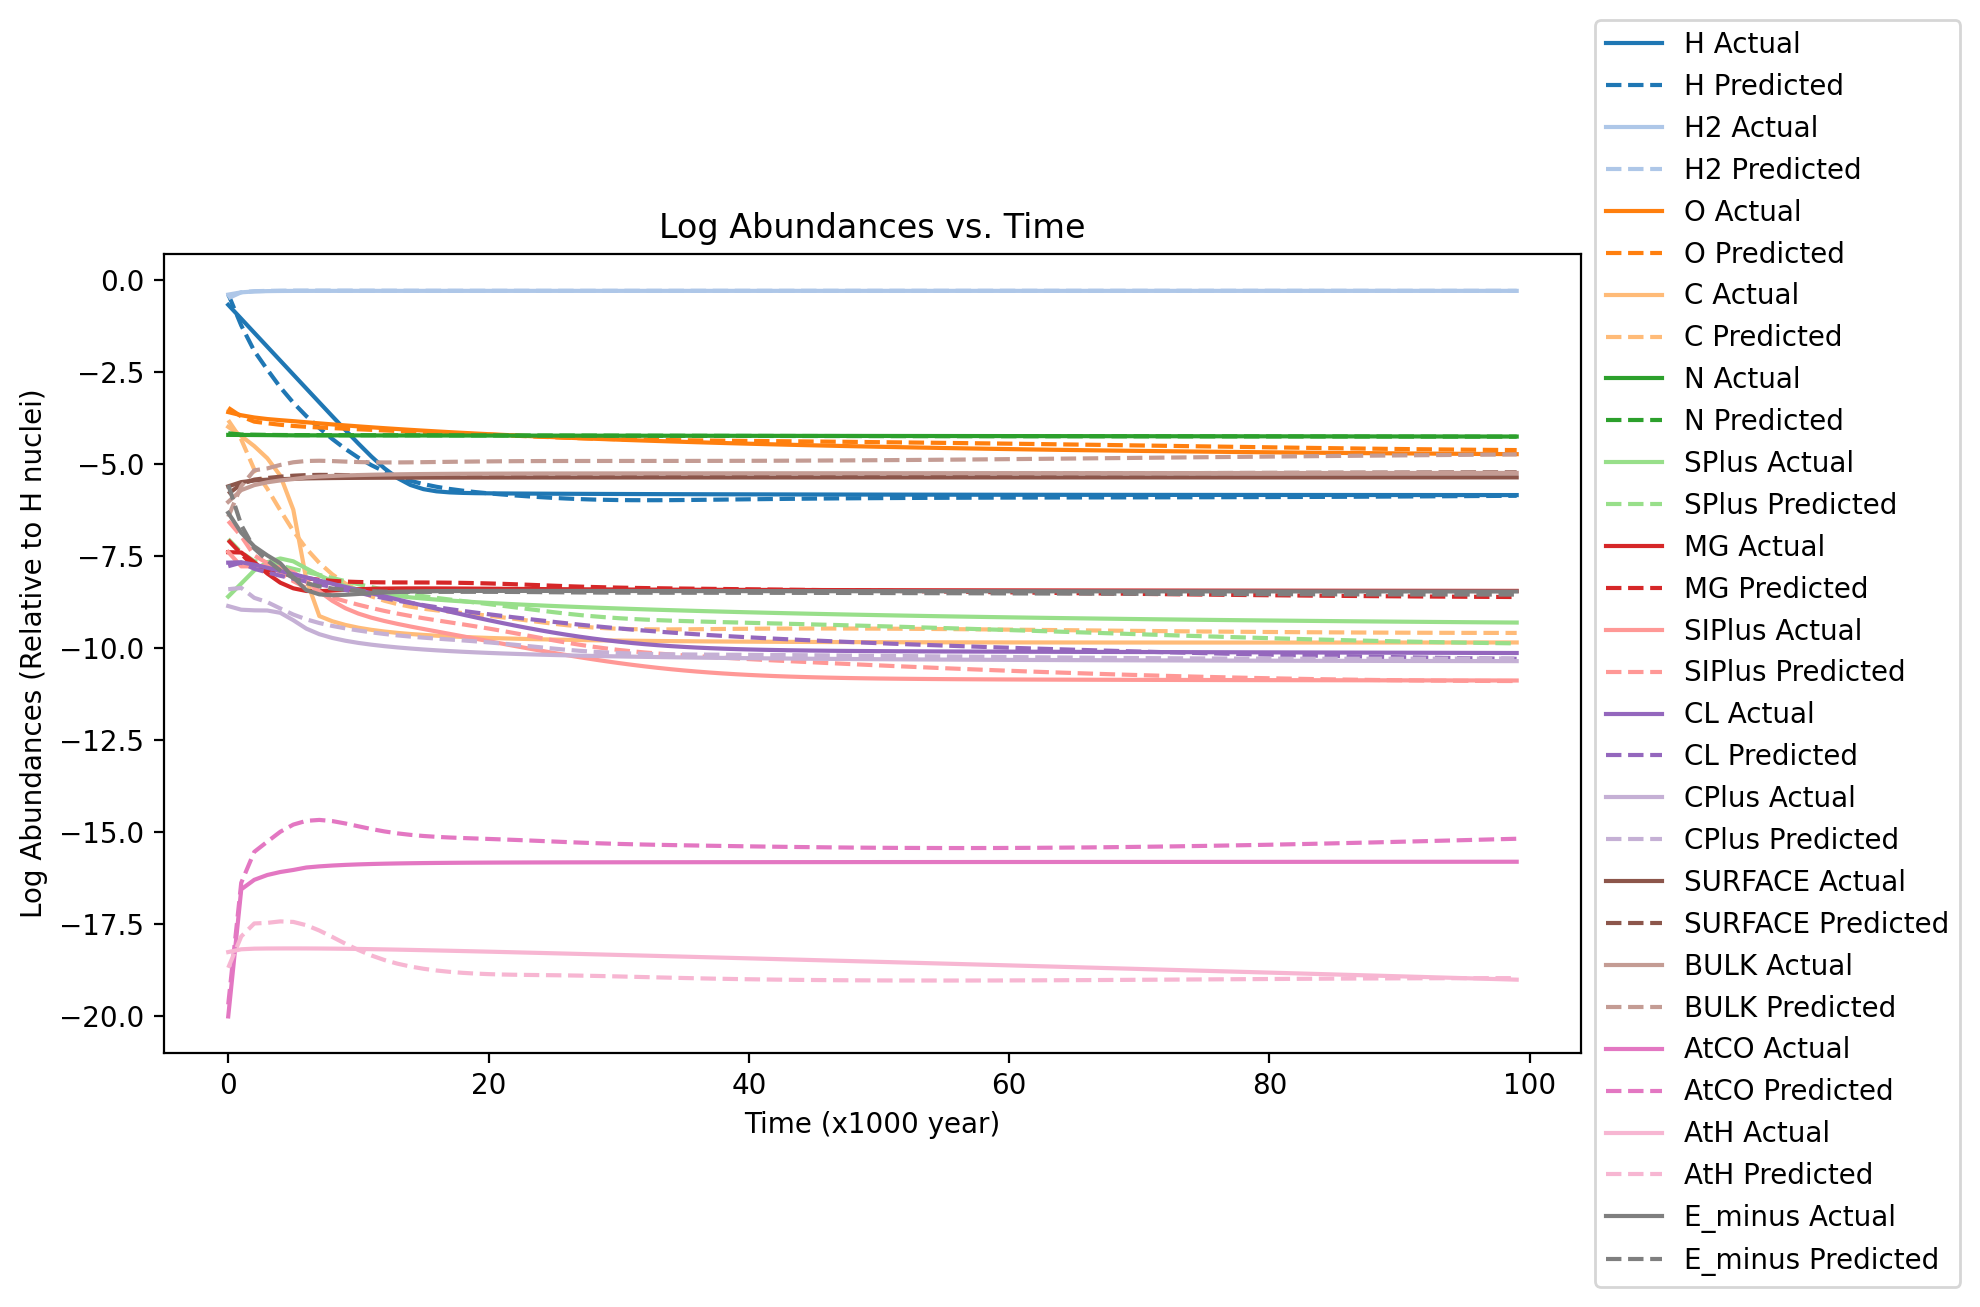 Log Abundances vs. Time
Log Abundances (Relative to H nuclei)
0.0
−2.5
−5.0
−7.5
−10.0
−12.5
−15.0
−17.5
−20.0
0 20 40 60 80 100
Time (x1000 year)
H Actual
H Predicted
H2 Actual
H2 Predicted
O Actual
O Predicted
C Actual
C Predicted
N Actual
N Predicted
SPlus Actual
SPlus Predicted
MG Actual
MG Predicted
SIPlus Actual
SIPlus Predicted
CL Actual
CL Predicted
CPlus Actual
CPlus Predicted
SURFACE Actual
SURFACE Predicted
BULK Actual
BULK Predicted
AtCO Actual
AtCO Predicted
AtH Actual
AtH Predicted
E_minus Actual
E_minus Predicted